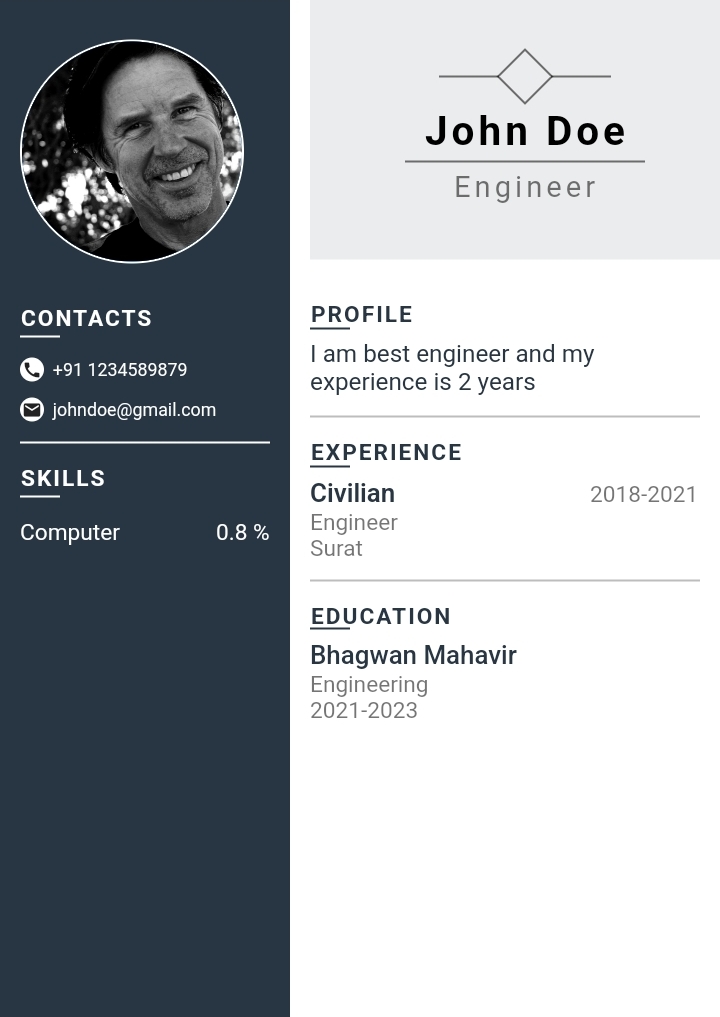 John Doe
Engineer
CONTACTS
+91 1234589879
johndoe@gmail.com
SKILLS
Computer 0.8 %
PROFILE
I am best engineer and my
experience is 2 years
EXPERIENCE
Civilian 2018-2021
Engineer
Surat
EDUCATION
Bhagwan Mahavir
Engineering
2021-2023